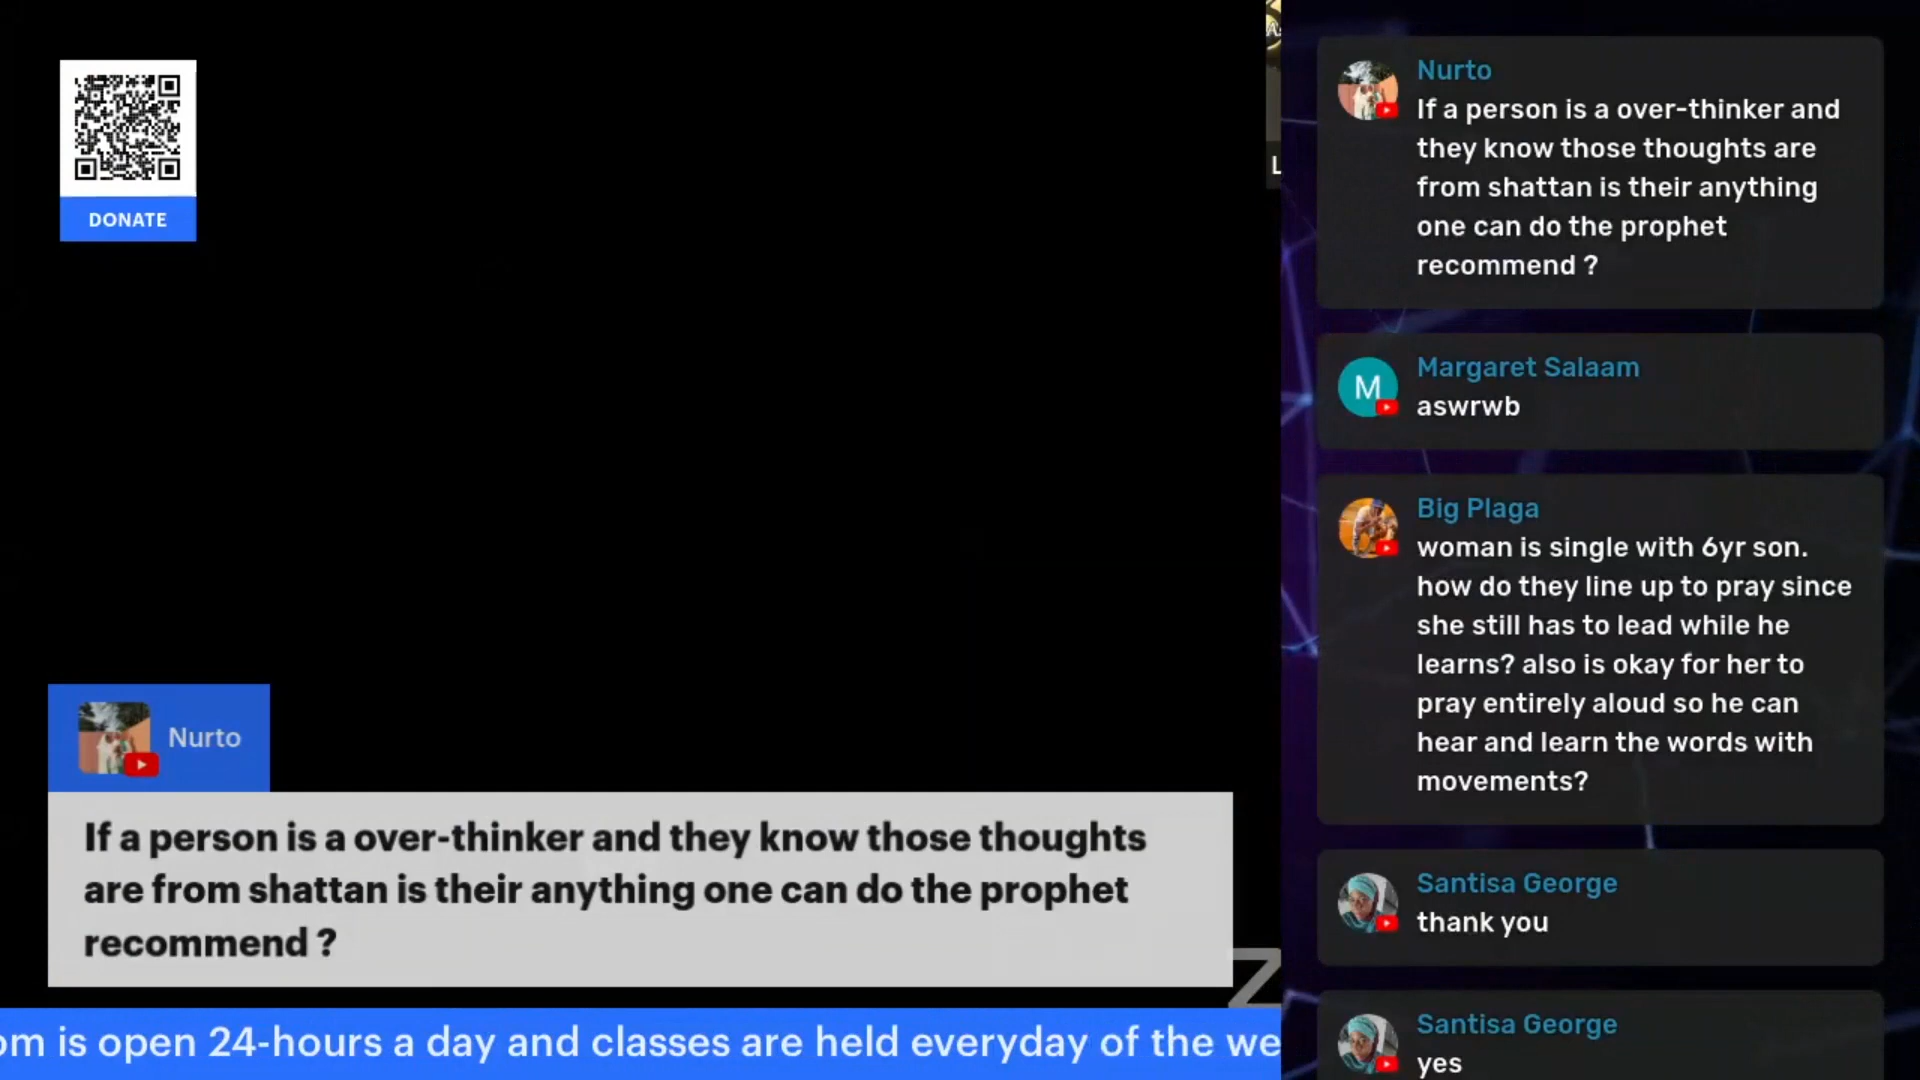 DONATE
Nurto
If a person is a over-thinker and they know those thoughts
are from shattan is their anything one can do the prophet
recommend ?
om is open 24-hours a day and classes are held everyday of the we
Z
L
Nurto
If a person is a over-thinker and
they know those thoughts are
from shattan is their anything
one can do the prophet
recommend ?
M
Margaret Salaam
aswrwb
Big Plaga
woman is single with 6yr son.
how do they line up to pray since
she still has to lead while he
learns? also is okay for her to
pray entirely aloud so he can
hear and learn the words with
movements?
Santisa George
thank you
Santisa George
yes